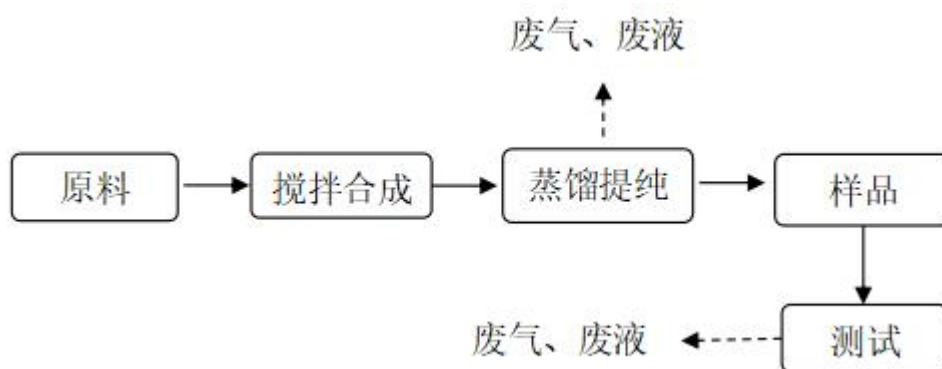 废气、废液
原料
搅拌合成
蒸馏提纯
样品
废气、废液
测试